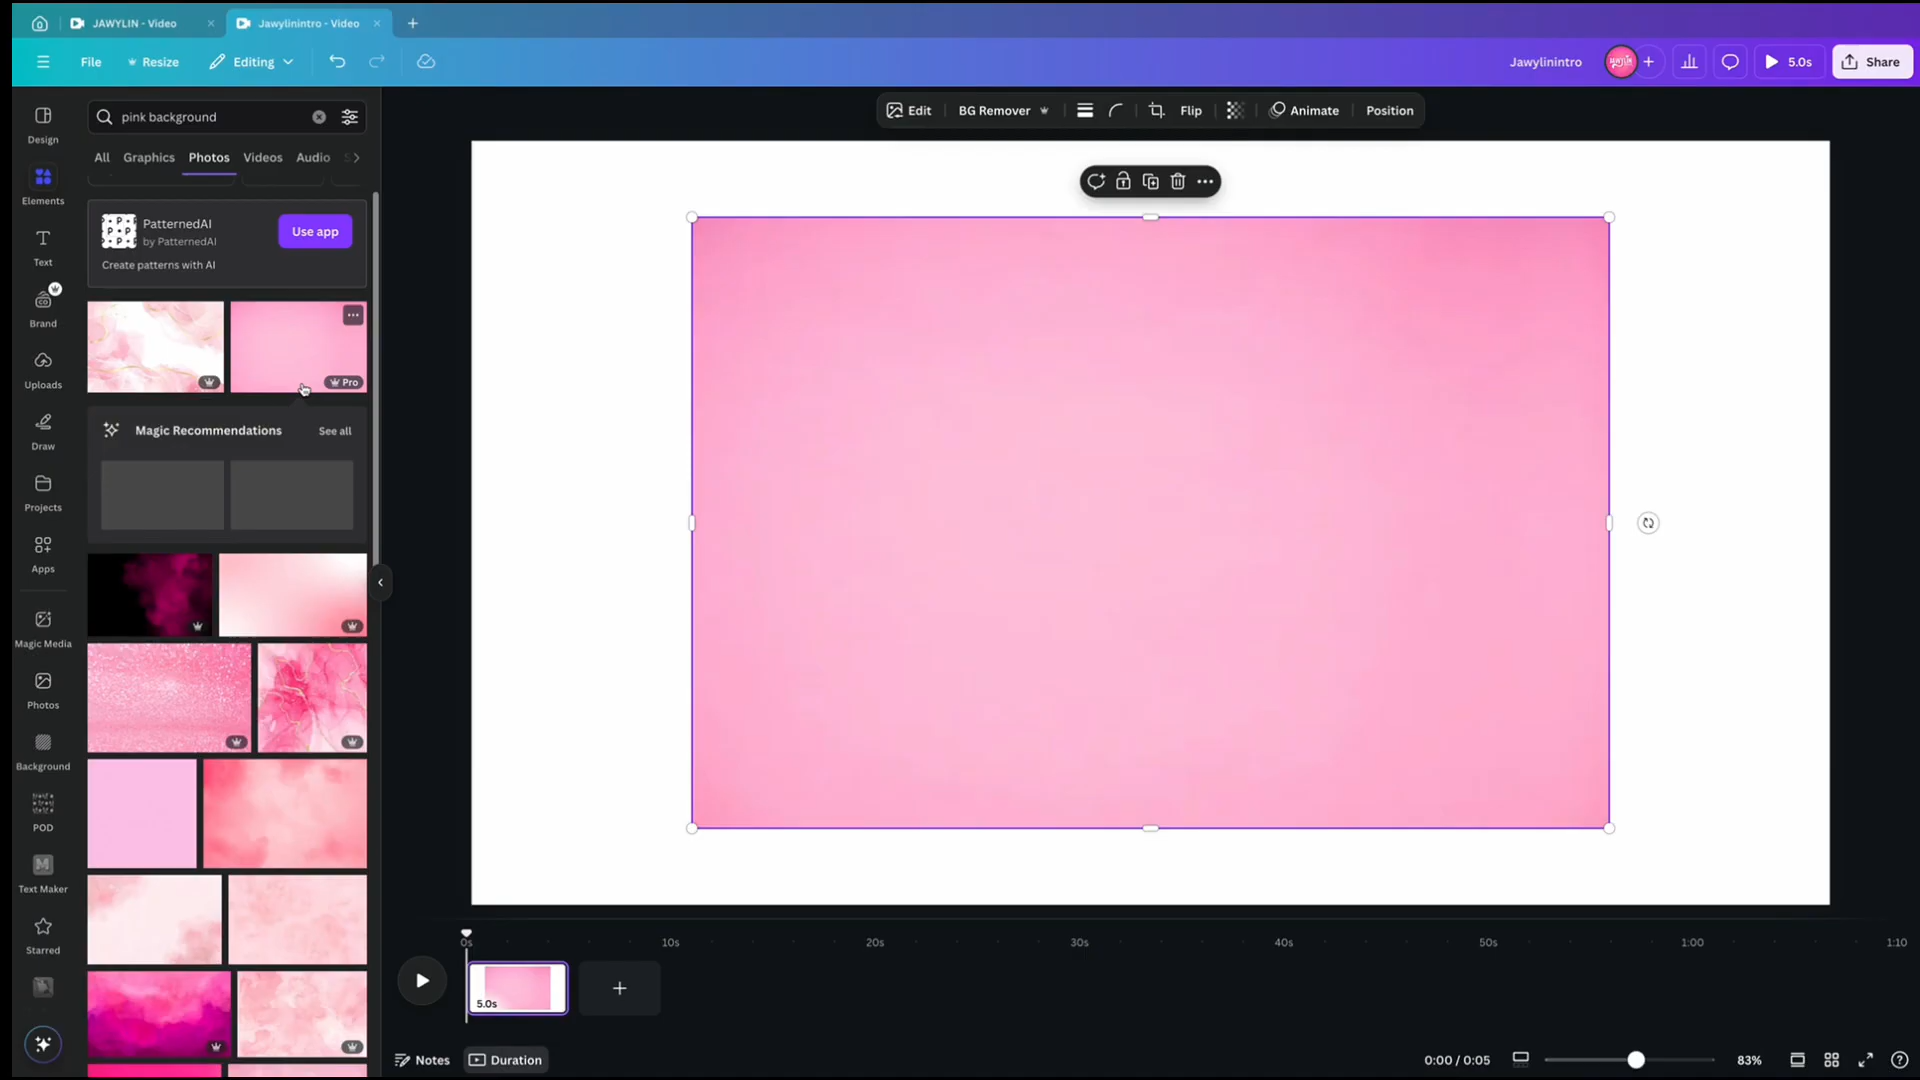 JAWYLIN - Video
Jawylinintro - Video
File
Resize
Editing
Jawylinintro
5.0s
Share
Design
Elements
Text
Brand
Uploads
Draw
Projects
Apps
Magic Media
Photos
Background
POD
Text Maker
Starred
pink background
All
Graphics
Photos
Videos
Audio
PatternedAI
by PatternedAI
Use app
Create patterns with AI
Pro
Magic Recommendations
See all
Edit
BG Remover
Flip
Animate
Position
0s
10s
20s
30s
40s
50s
1:00
1:10
5.0s
Notes
Duration
0:00 / 0:05
83%